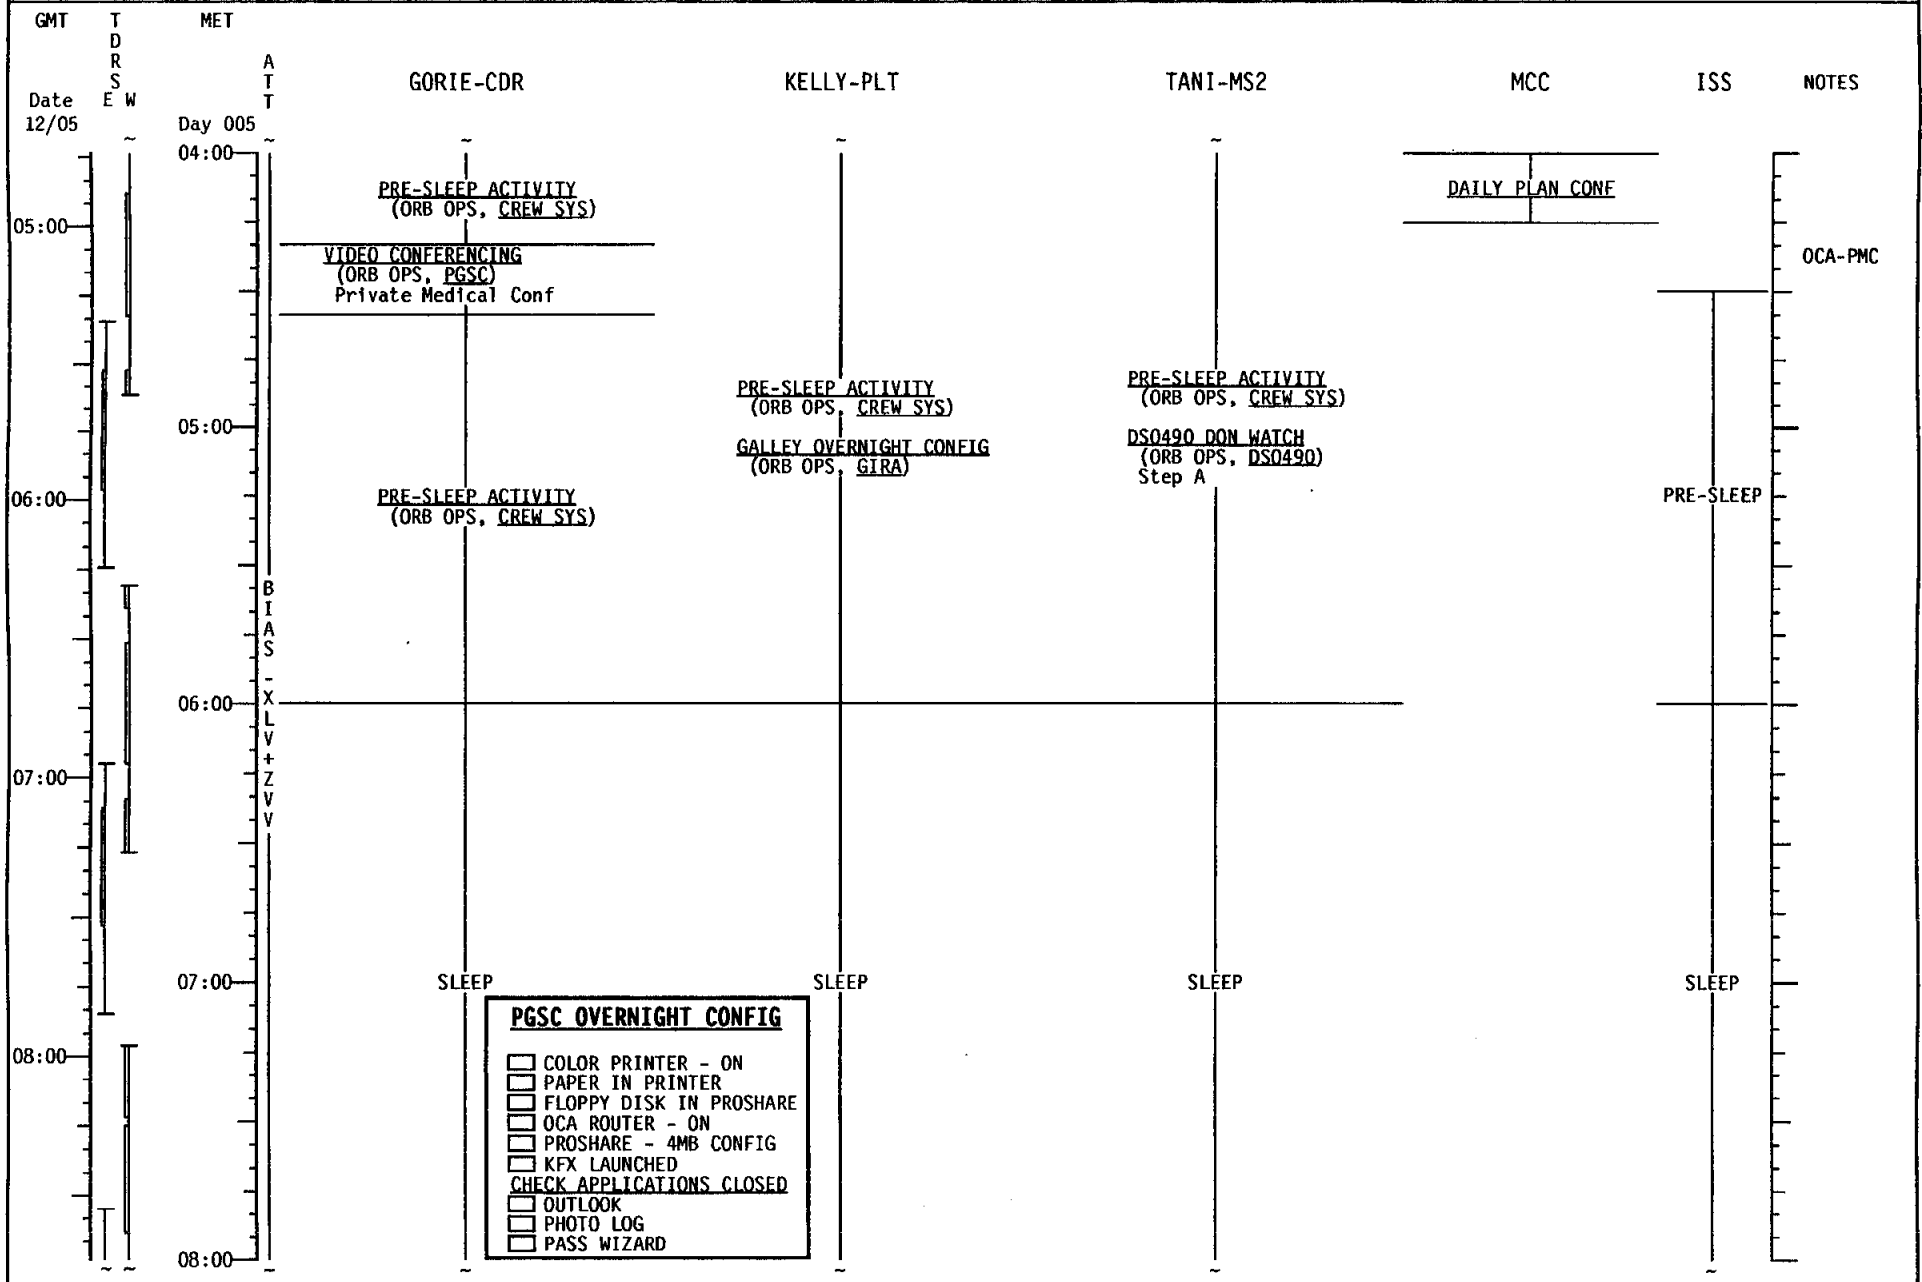 GMT
TDRS
E W
MET
ATT
GORIE-CDR
KELLY-PLT
TANI-MS2
MCC
ISS
NOTES
Date
12/05
Day 005
04:00
PRE-SLEEP ACTIVITY
(ORB OPS, CREW SYS)
DAILY PLAN CONF
05:00
VIDEO CONFERENCING
(ORB OPS, PGSC)
Private Medical Conf
OCA-PMC
PRE-SLEEP ACTIVITY
(ORB OPS, CREW SYS)
PRE-SLEEP ACTIVITY
(ORB OPS, CREW SYS)
05:00
GALLEY OVERNIGHT CONFIG
(ORB OPS, GIRA)
DSO490 DON WATCH
(ORB OPS, DSO490)
Step A
06:00
PRE-SLEEP ACTIVITY
(ORB OPS, CREW SYS)
PRE-SLEEP
BIAS -XLV+ZVV
06:00
07:00
07:00
SLEEP
SLEEP
SLEEP
SLEEP
PGSC OVERNIGHT CONFIG
08:00
COLOR PRINTER - ON
PAPER IN PRINTER
FLOPPY DISK IN PROSHARE
OCA ROUTER - ON
PROSHARE - 4MB CONFIG
KFX LAUNCHED
CHECK APPLICATIONS CLOSED
OUTLOOK
PHOTO LOG
PASS WIZARD
08:00